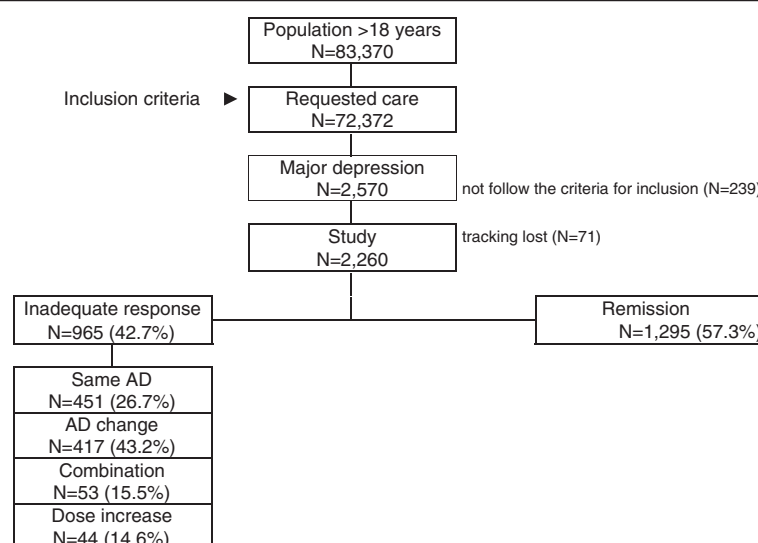 Population >18 years
N=83,370
Inclusion criteria ►
Requested care
N=72,372
Major depression
N=2,570
not follow the criteria for inclusion (N=239)
Study
N=2,260
tracking lost (N=71)
Inadequate response
N=965 (42.7%)
Remission
N=1,295 (57.3%)
Same AD
N=451 (26.7%)
AD change
N=417 (43.2%)
Combination
N=53 (15.5%)
Dose increase
N=44 (14.6%)